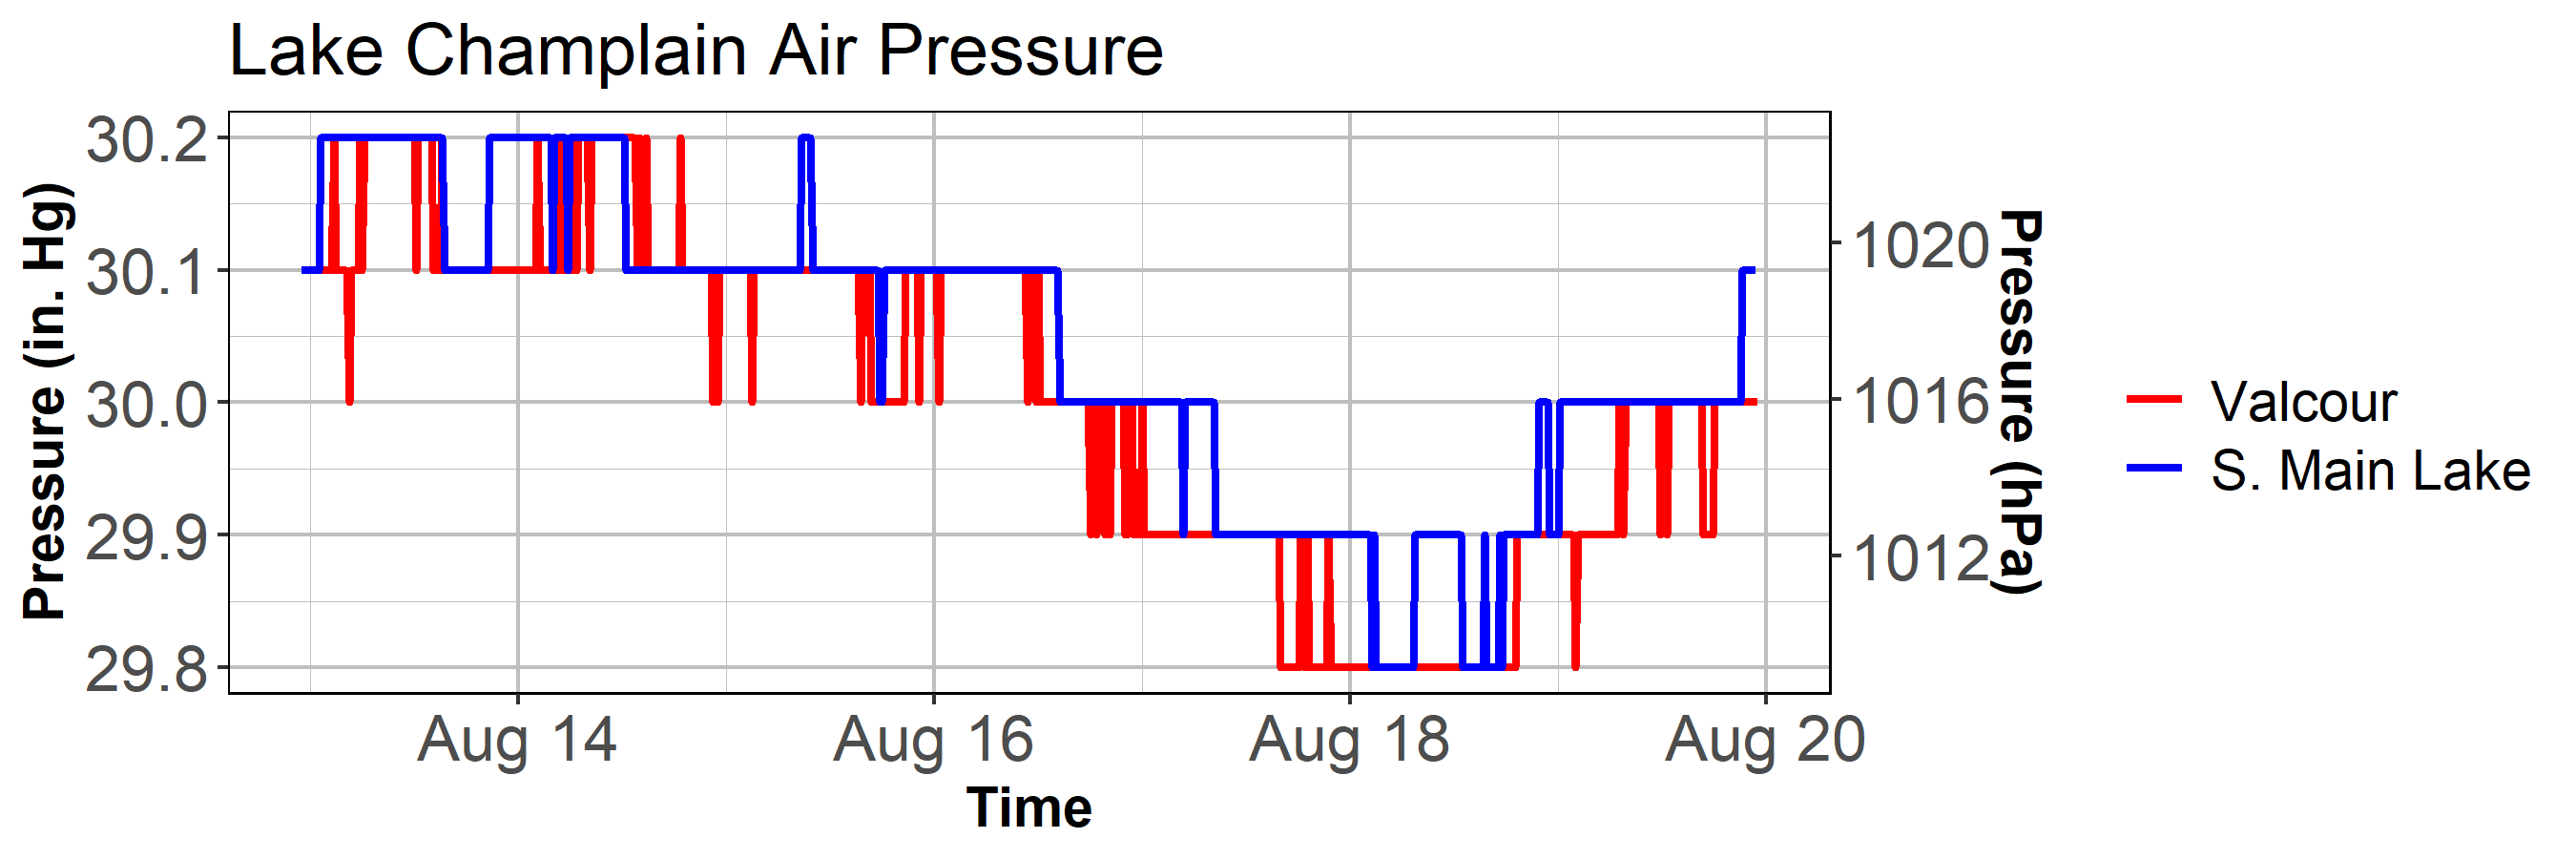 Lake Champlain Air Pressure
Pressure (in. Hg)
30.2
30.1
30.0
29.9
29.8
1020
1016
1012
Pressure (hPa)
Valcour
S. Main Lake
Aug 14
Aug 16
Aug 18
Aug 20
Time